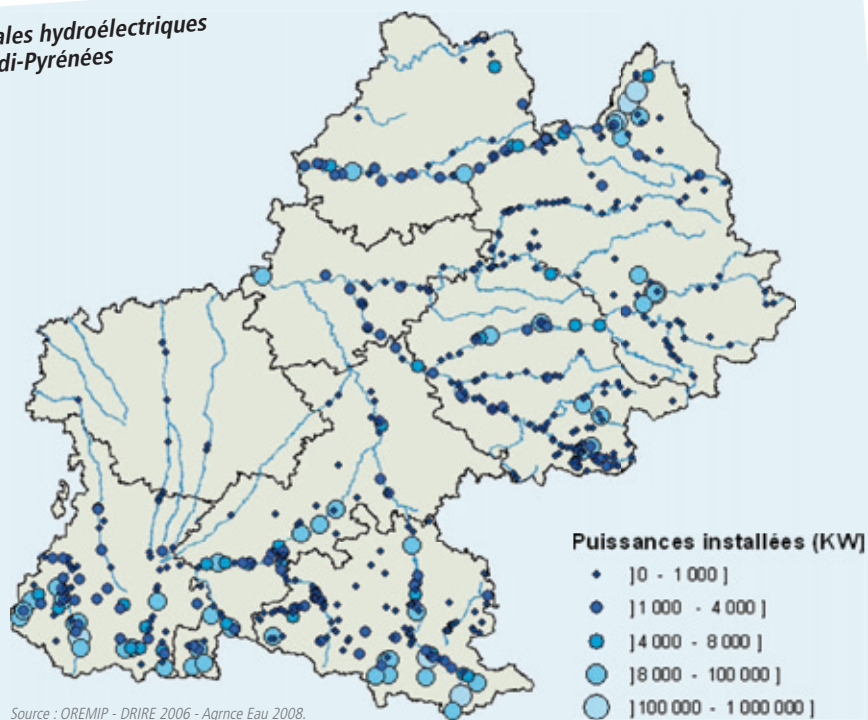 ales hydroélectriques
di-Pyrénées
Puissances installées (KW)
]0 - 1 000 ]
]1 000 - 4 000 ]
]4 000 - 8 000 ]
]8 000 - 100 000 ]
]100 000 - 1 000 000 ]
Source : OREMIP - DRIRE 2006 - Agrnce Eau 2008.